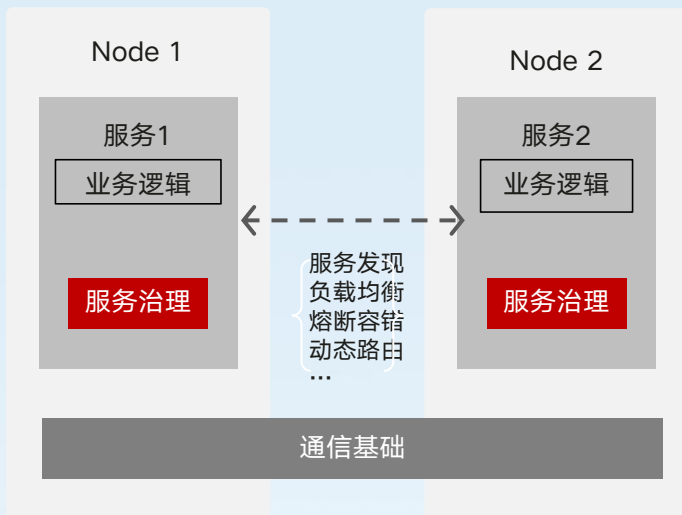 Node 1
Node 2
服务1
业务逻辑
服务治理
服务2
业务逻辑
服务治理
服务发现
负载均衡
熔断容错
动态路由
…
通信基础